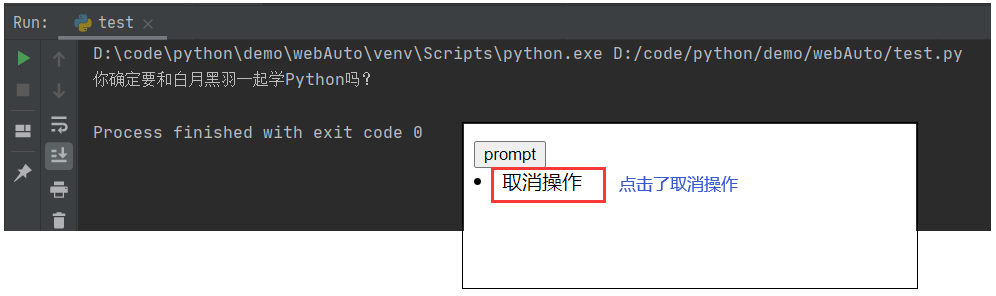 Run: test
D:\code\python\demo\webAuto\venv\Scripts\python.exe D:/code/python/demo/webAuto/test.py
你确定要和白月黑羽一起学Python吗?
Process finished with exit code 0
prompt
取消操作 点击了取消操作